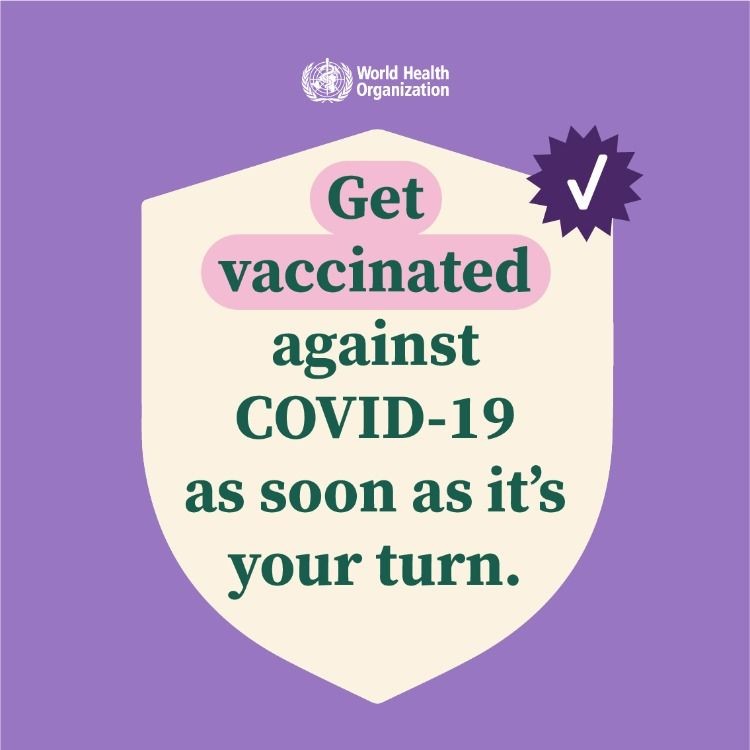 World Health
Organization
Get
vaccinated
against
COVID-19
as soon as it’s
your turn.